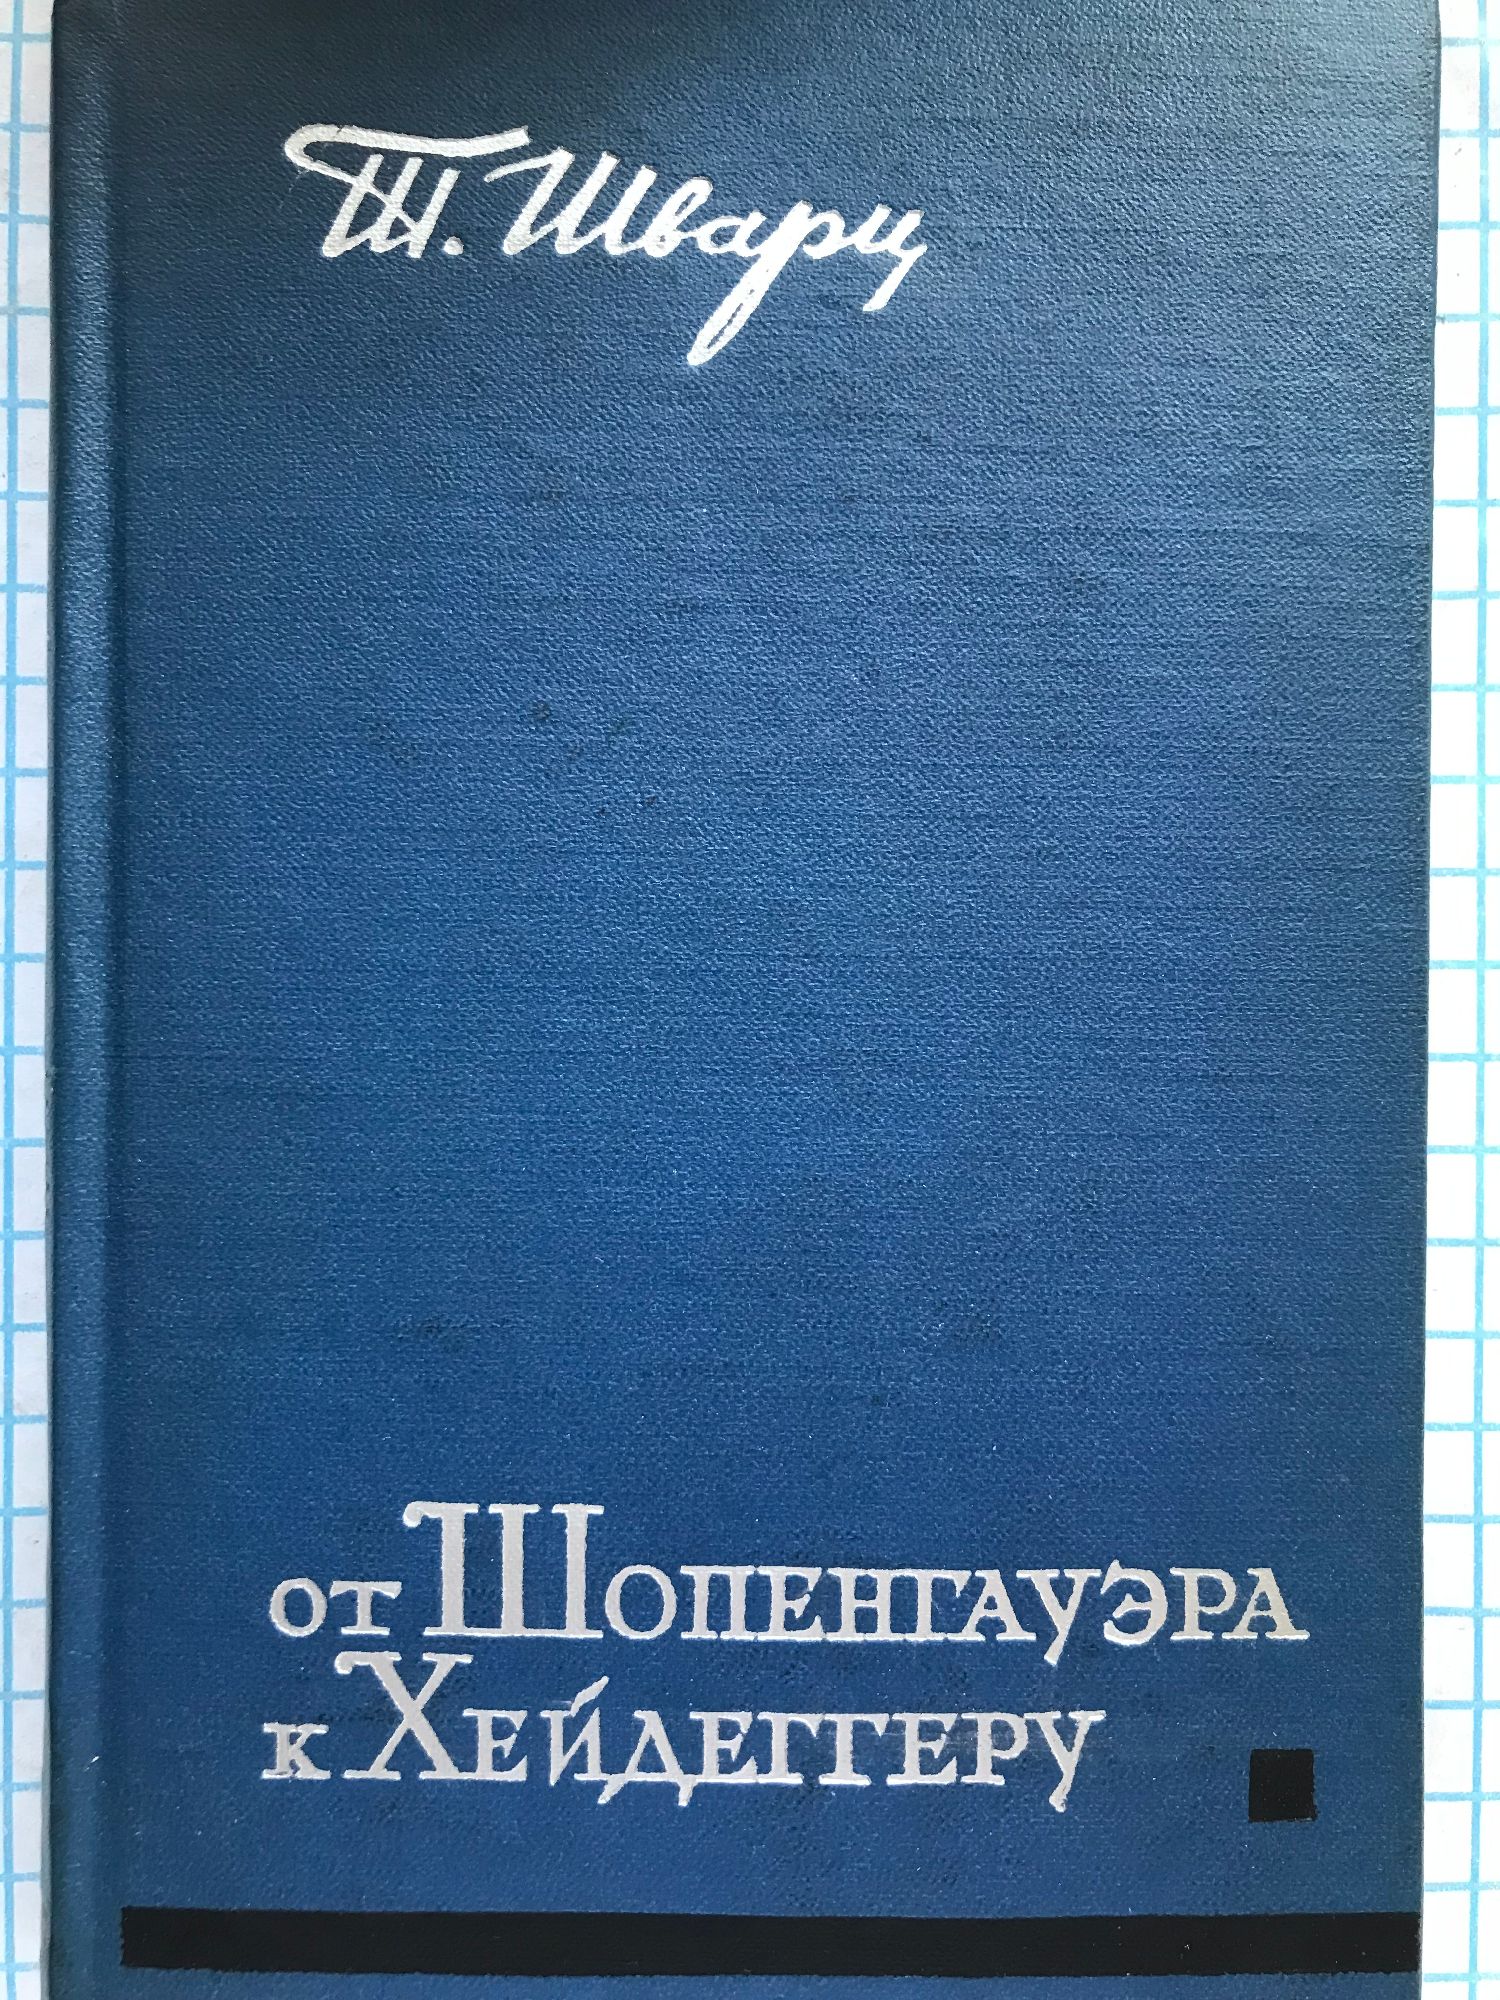 Т. Шварц
от Шопенгауэра
к Хейдеггеру